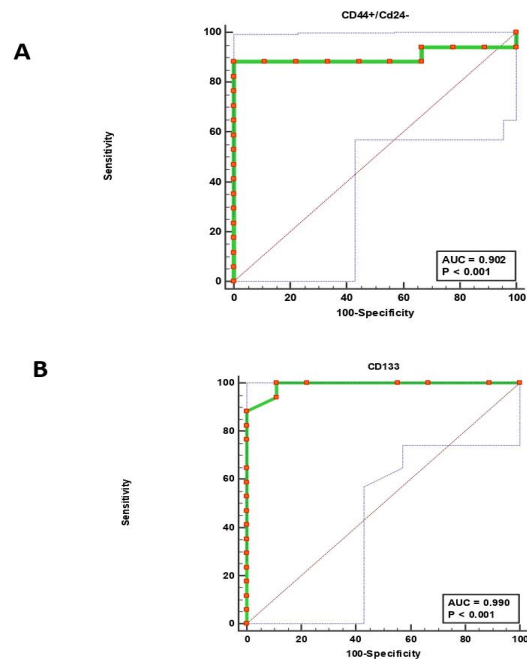 A
CD44+/Cd24-
100
80
60
40
20
0
Sensitivity
AUC = 0.902
P < 0.001
0 20 40 60 80 100
100-Specificity
B
CD133
100
80
60
40
20
0
Sensitivity
AUC = 0.990
P < 0.001
0 20 40 60 80 100
100-Specificity